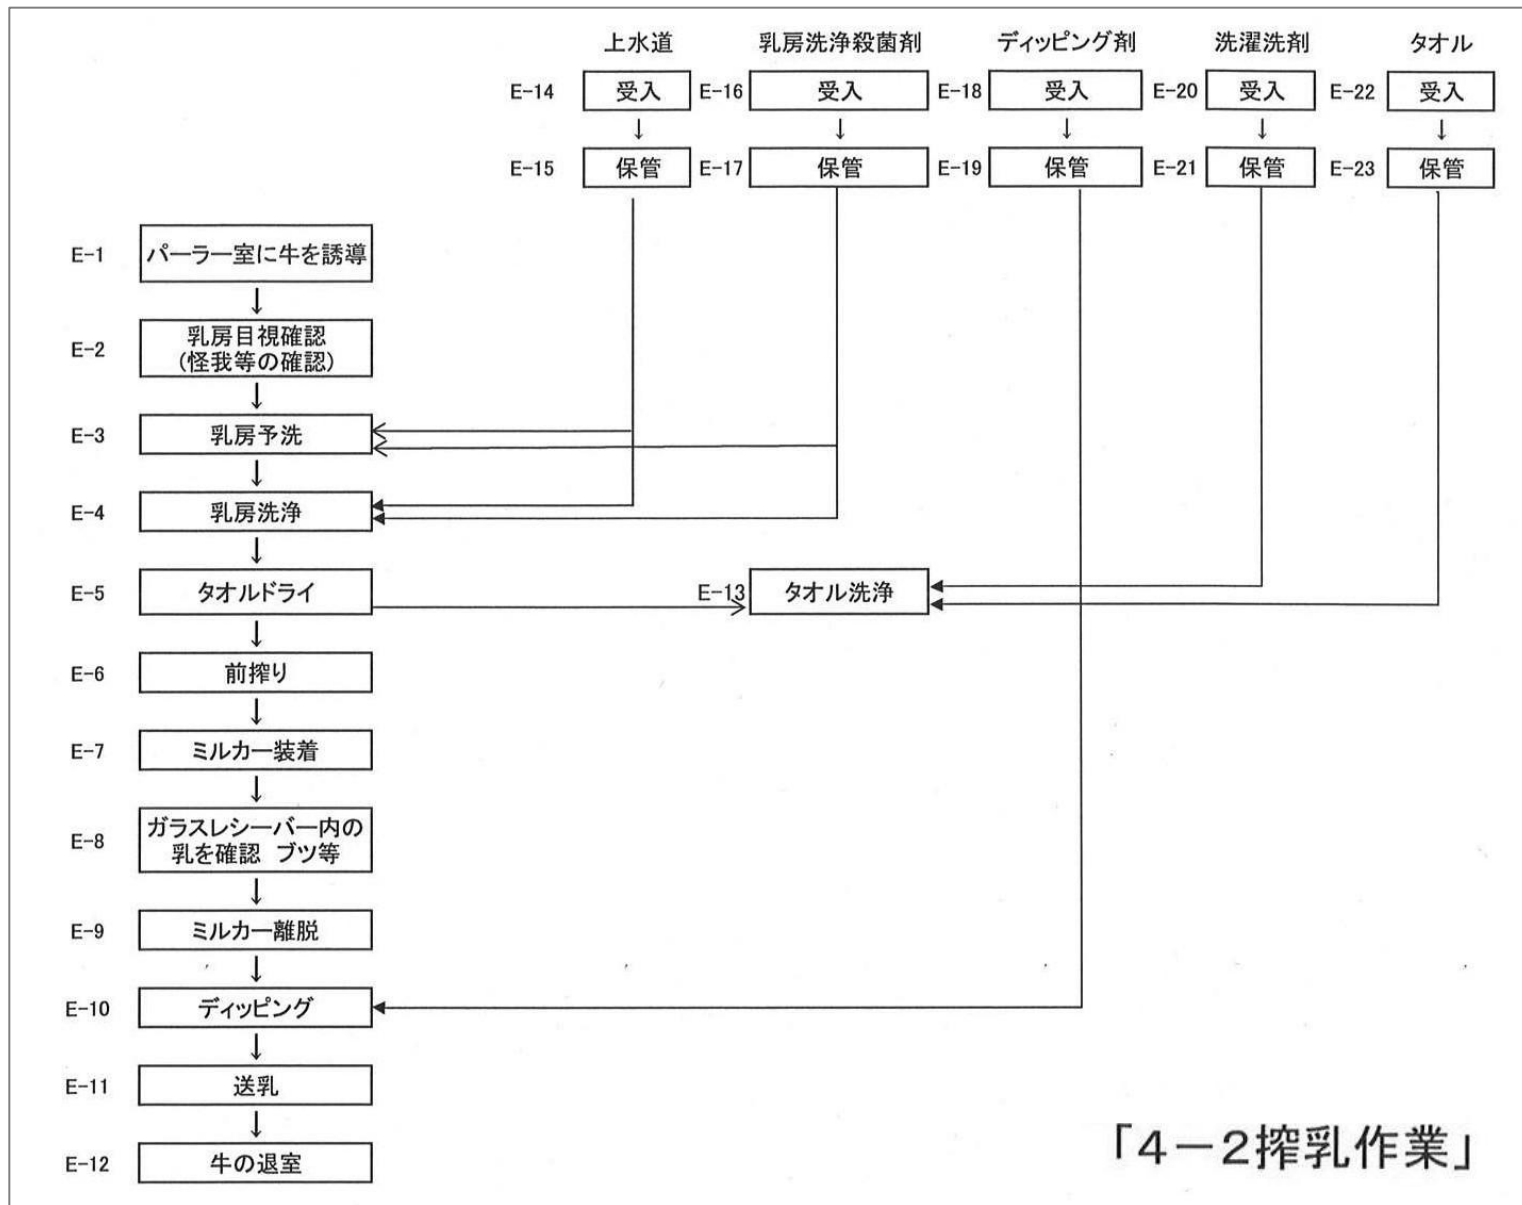 上水道 乳房洗浄殺菌剤 ディッピング剤 洗濯洗剤 タオル
E-14 受入 E-16 受入 E-18 受入 E-20 受入 E-22 受入
E-15 保管 E-17 保管 E-19 保管 E-21 保管 E-23 保管
E-1 パーラー室に牛を誘導
E-2 乳房目視確認
(怪我等の確認)
E-3 乳房予洗
E-4 乳房洗浄
E-5 タオルドライ E-13 タオル洗浄
E-6 前搾り
E-7 ミルカー装着
E-8 ガラスレシーバー内の
乳を確認 ブツ等
E-9 ミルカー離脱
E-10 ディッピング
E-11 送乳
E-12 牛の退室
「4-2搾乳作業」